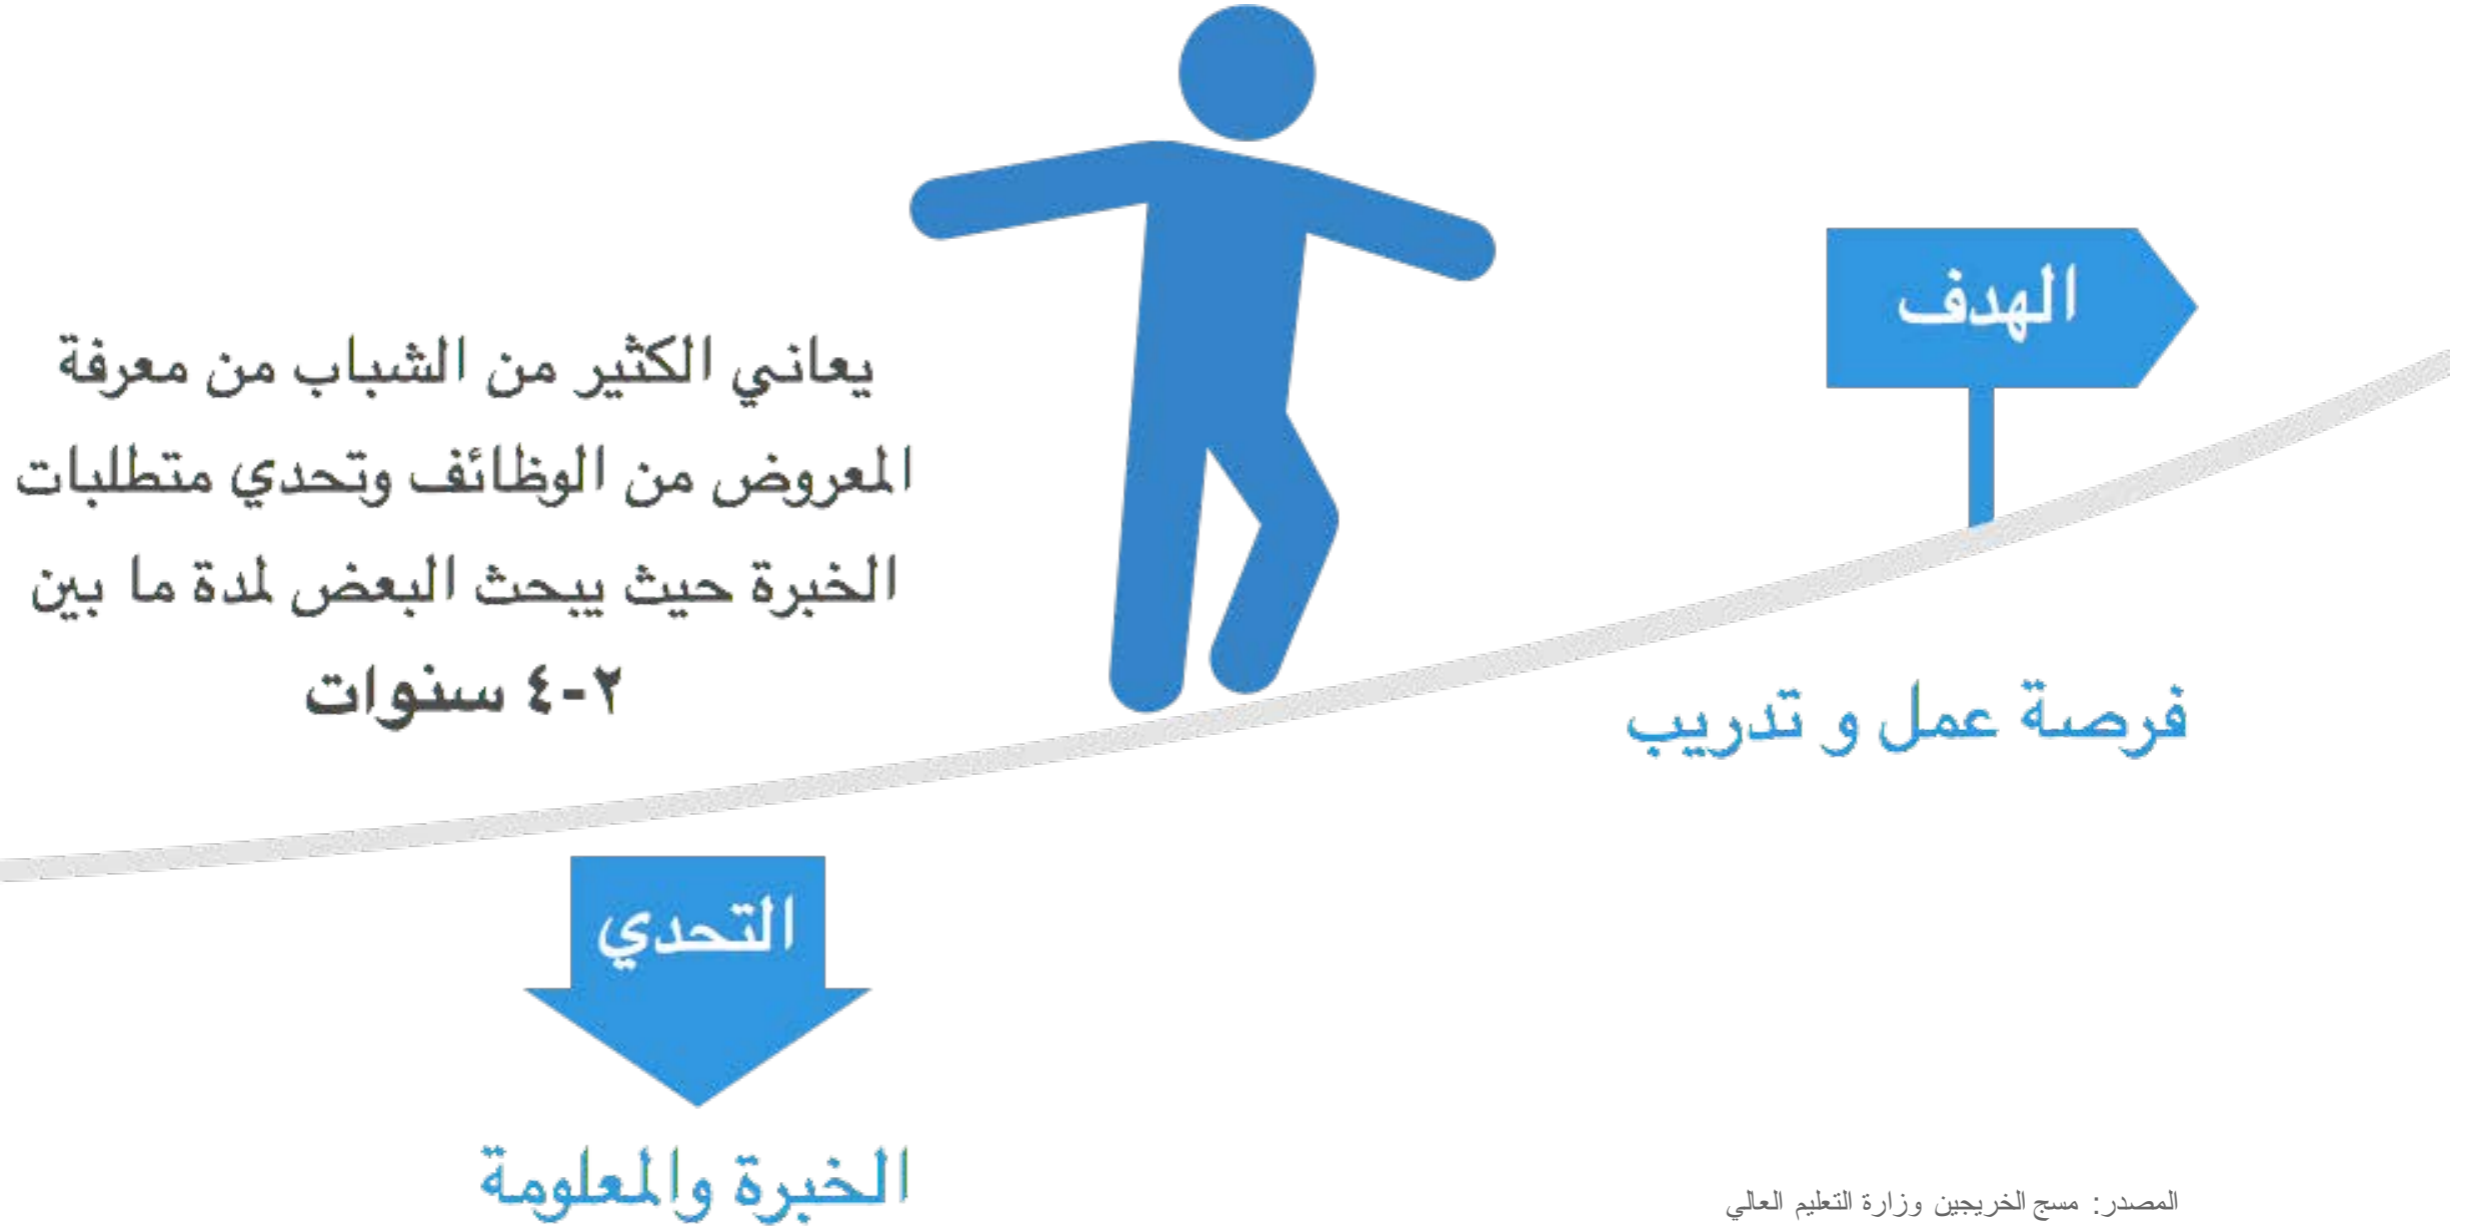 الهدف
يعاني الكثير من الشباب من معرفة
المعروض من الوظائف وتحدي متطلبات
الخبرة حيث يبحث البعض لمدة ما بين
٢-٤ سنوات
فرصة عمل و تدريب
التحدي
الخبرة والمعلومة
المصدر: مسج الخريجين وزارة التعليم العالي